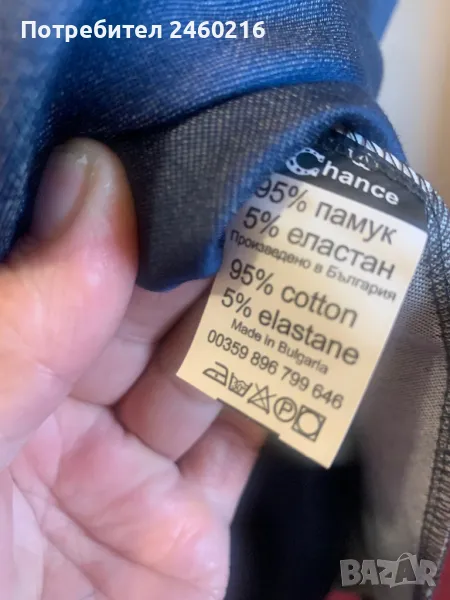 Потребител 2460216
Chance
95% памук
5% еластан
Произведено в България
95% cotton
5% elastane
Made in Bulgaria
00359 896 799 646
P
BAZAR